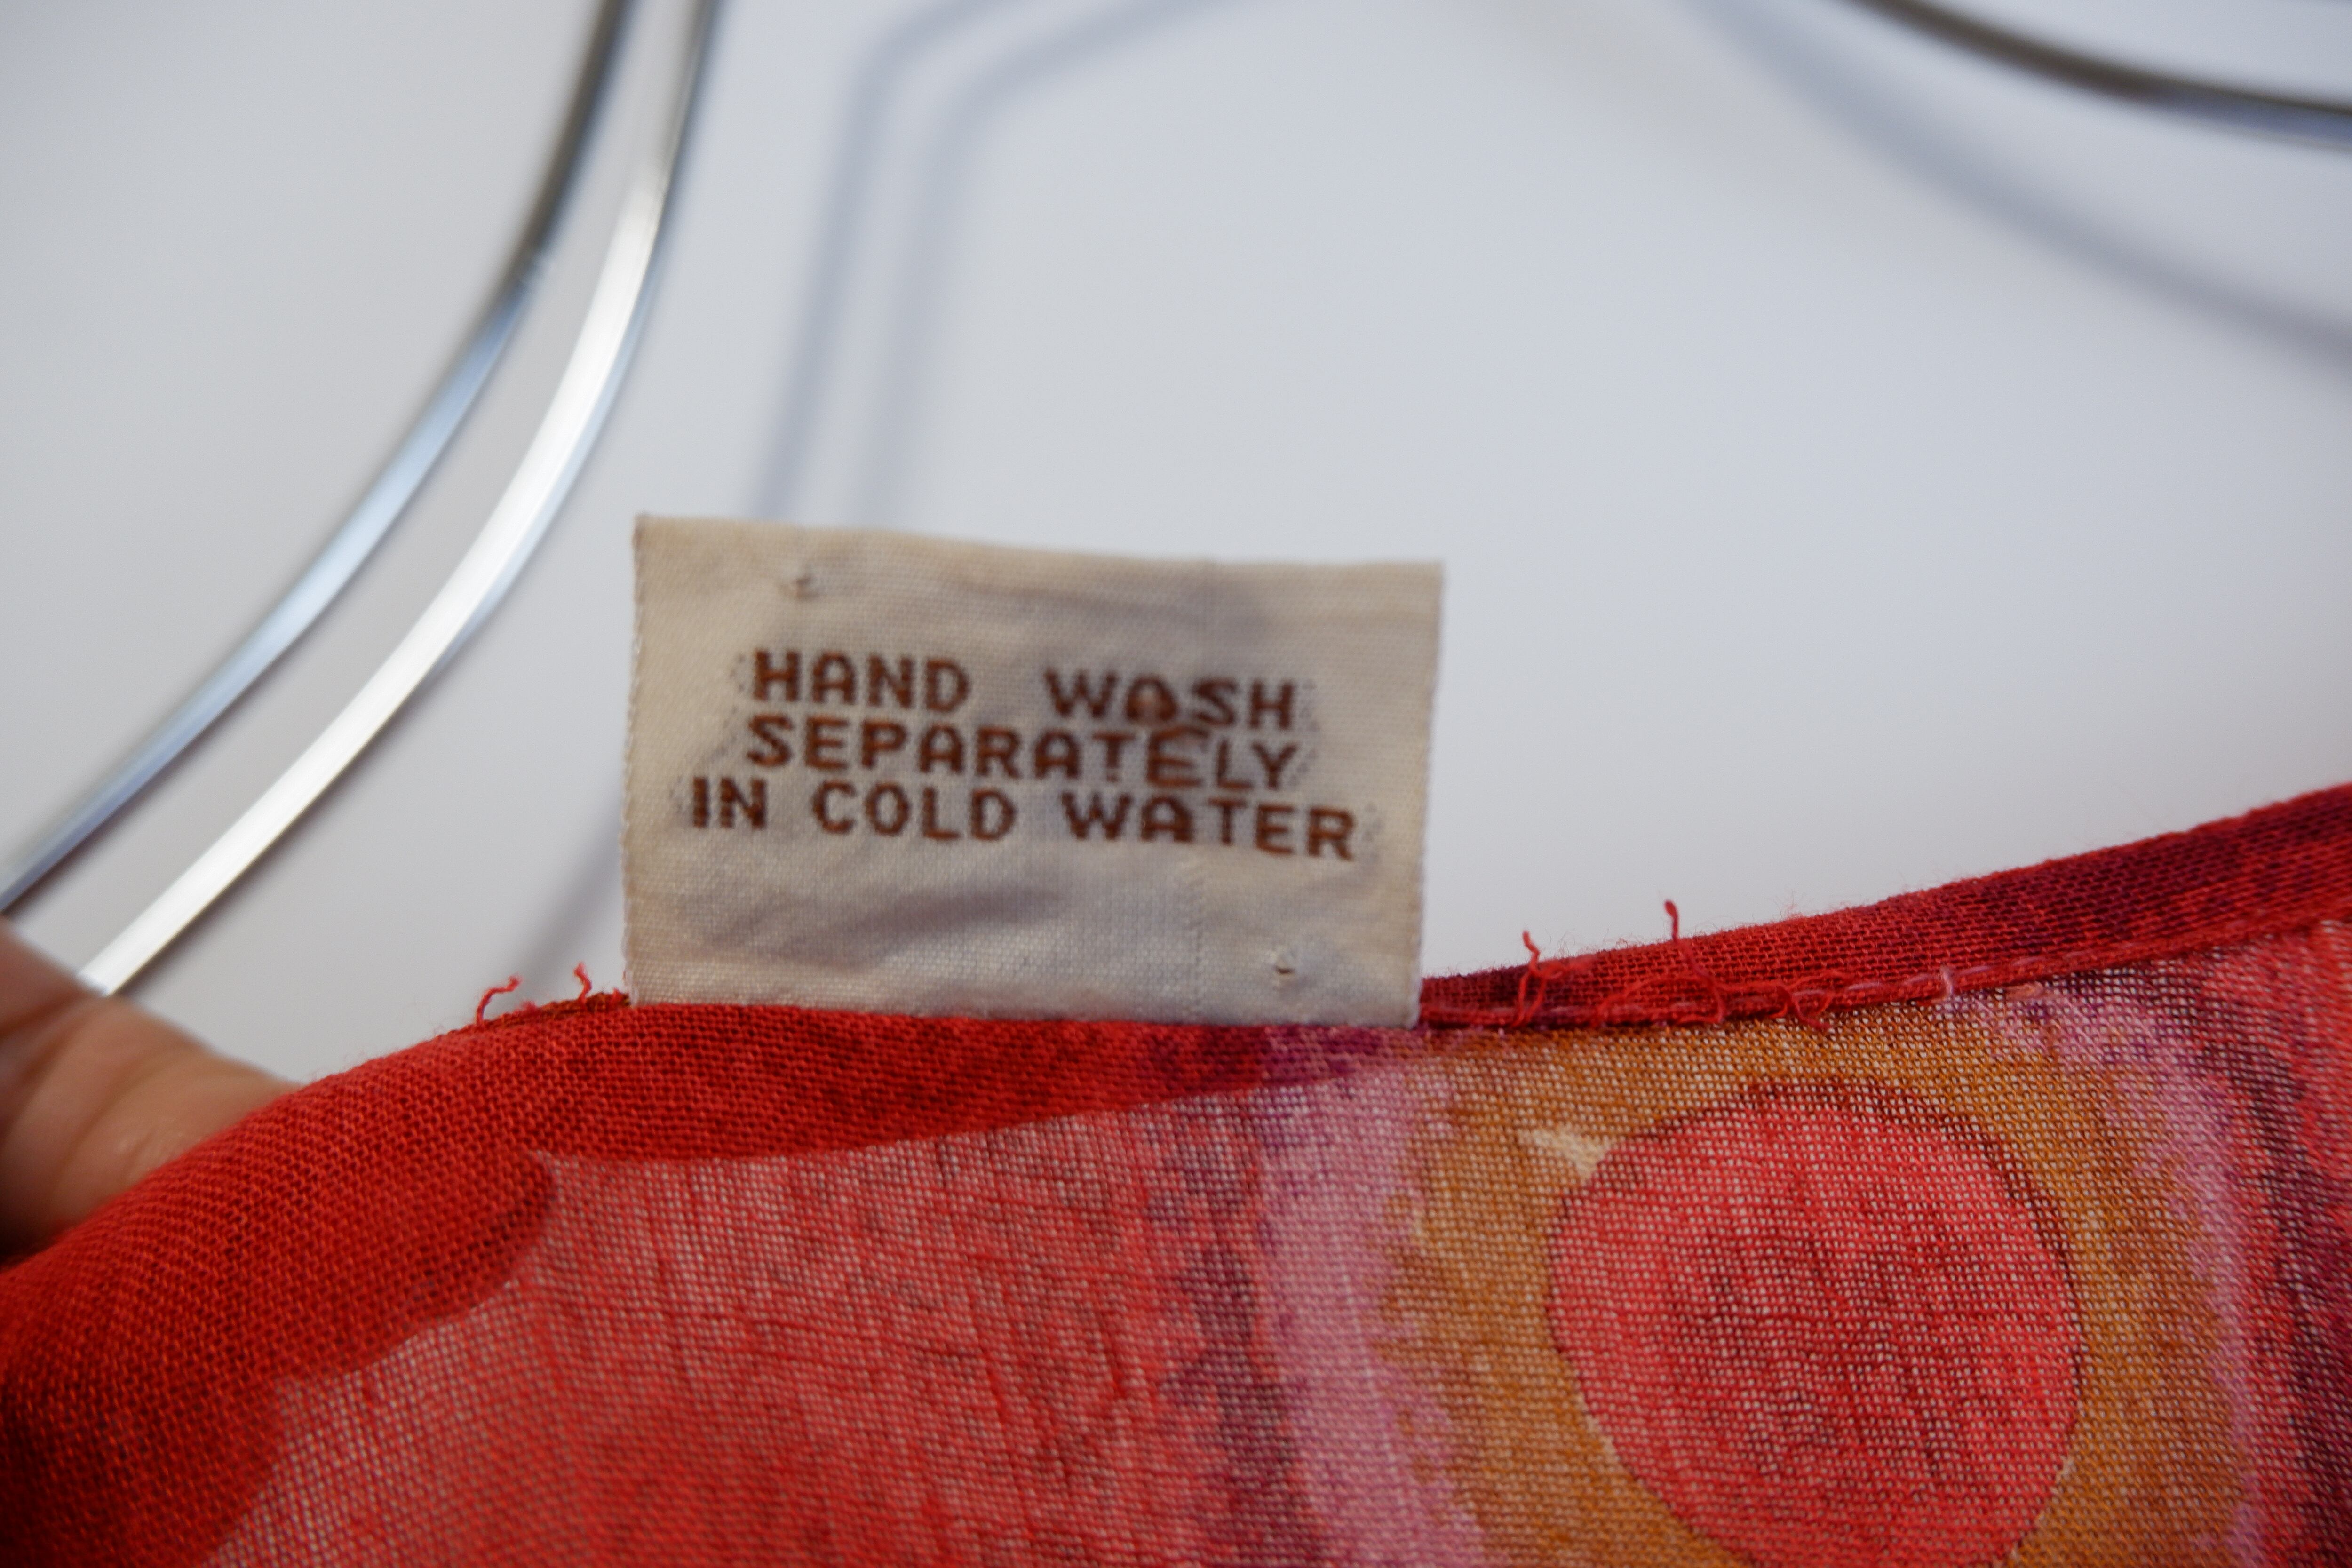 HAND WASH
SEPARATELY
IN COLD WATER